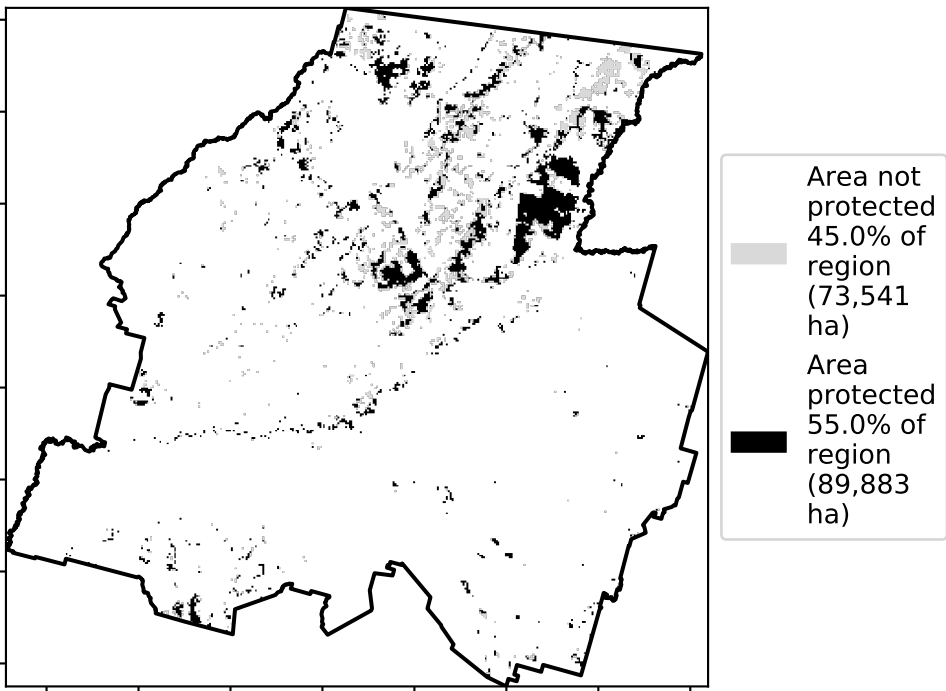 Area not
protected
45.0% of
region
(73,541
ha)
Area
protected
55.0% of
region
(89,883
ha)